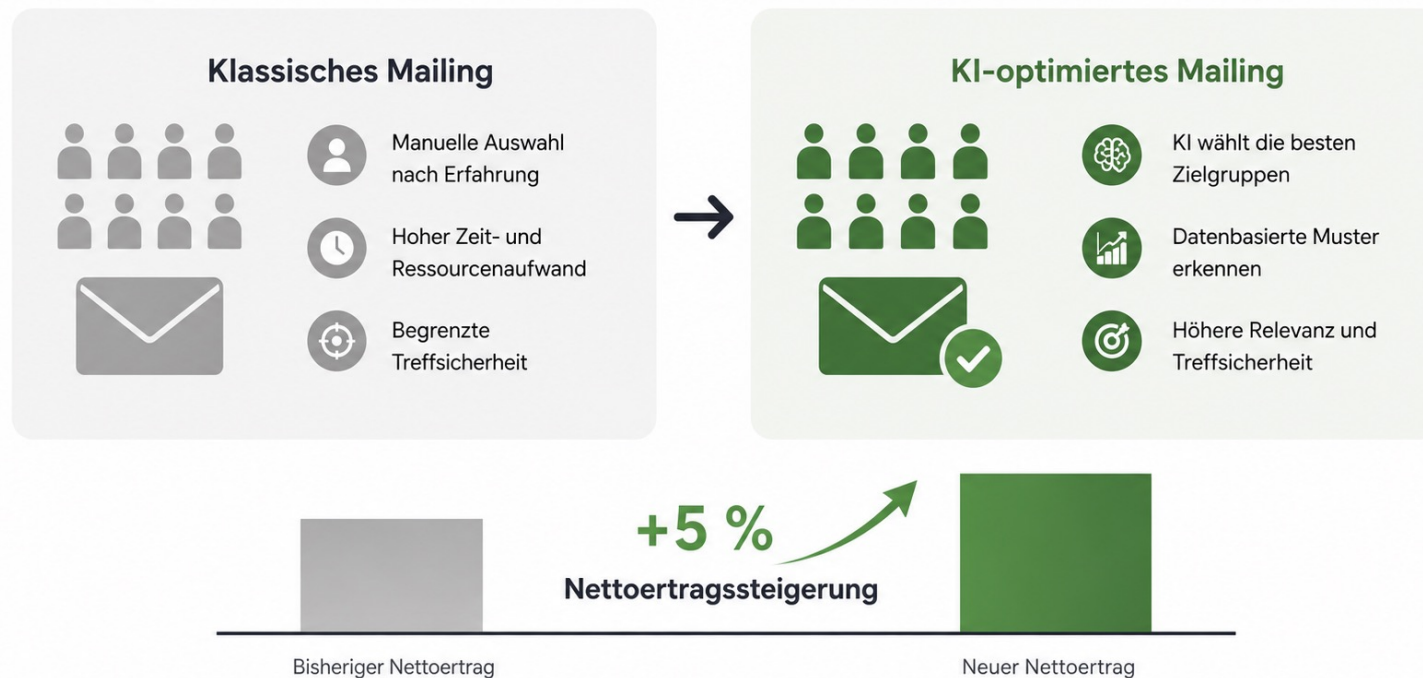 Klassisches Mailing
Manuelle Auswahl
nach Erfahrung
Hoher Zeit- und
Ressourcenaufwand
Begrenzte
Treffsicherheit
KI-optimiertes Mailing
KI wählt die besten
Zielgruppen
Datenbasierte Muster
erkennen
Höhere Relevanz und
Treffsicherheit
+5 %
Nettoertragssteigerung
Bisheriger Nettoertrag
Neuer Nettoertrag